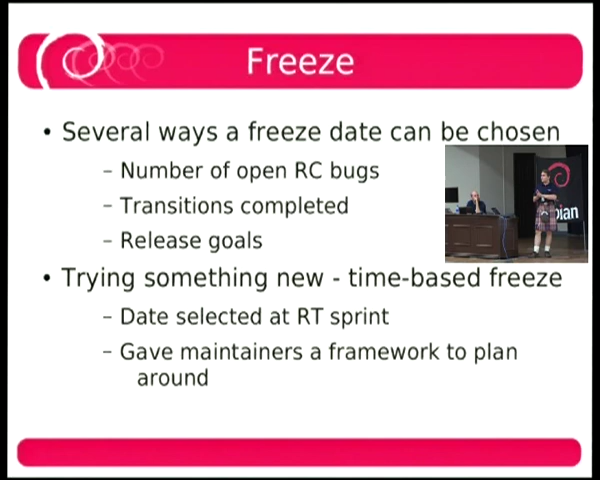 Freeze
• Several ways a freeze date can be chosen
– Number of open RC bugs
– Transitions completed
– Release goals
bian
• Trying something new - time-based freeze
– Date selected at RT sprint
– Gave maintainers a framework to plan
around